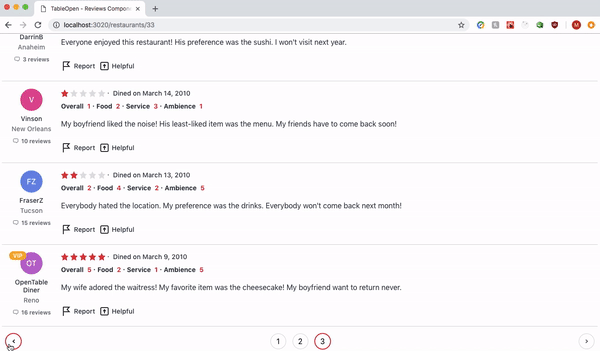 TableOpen - Reviews Compone
localhost:3020/restaurants/33
M
DarrinB
Anaheim
3 reviews
Everyone enjoyed this restaurant! His preference was the sushi. I won't visit next year.
Report Helpful
V
Vinson
New Orleans
10 reviews
· Dined on March 14, 2010
Overall 1 · Food 2 · Service 3 · Ambience 1
My boyfriend liked the noise! His least-liked item was the menu. My friends have to come back soon!
Report Helpful
FZ
FraserZ
Tucson
15 reviews
· Dined on March 13, 2010
Overall 2 · Food 4 · Service 2 · Ambience 5
Everybody hated the location. My preference was the drinks. Everybody won't come back next month!
Report Helpful
VIP
OT
OpenTable
Diner
Reno
16 reviews
· Dined on March 9, 2010
Overall 5 · Food 2 · Service 1 · Ambience 5
My wife adored the waitress! My favorite item was the cheesecake! My boyfriend want to return never.
Report Helpful
< 1 2 3 >